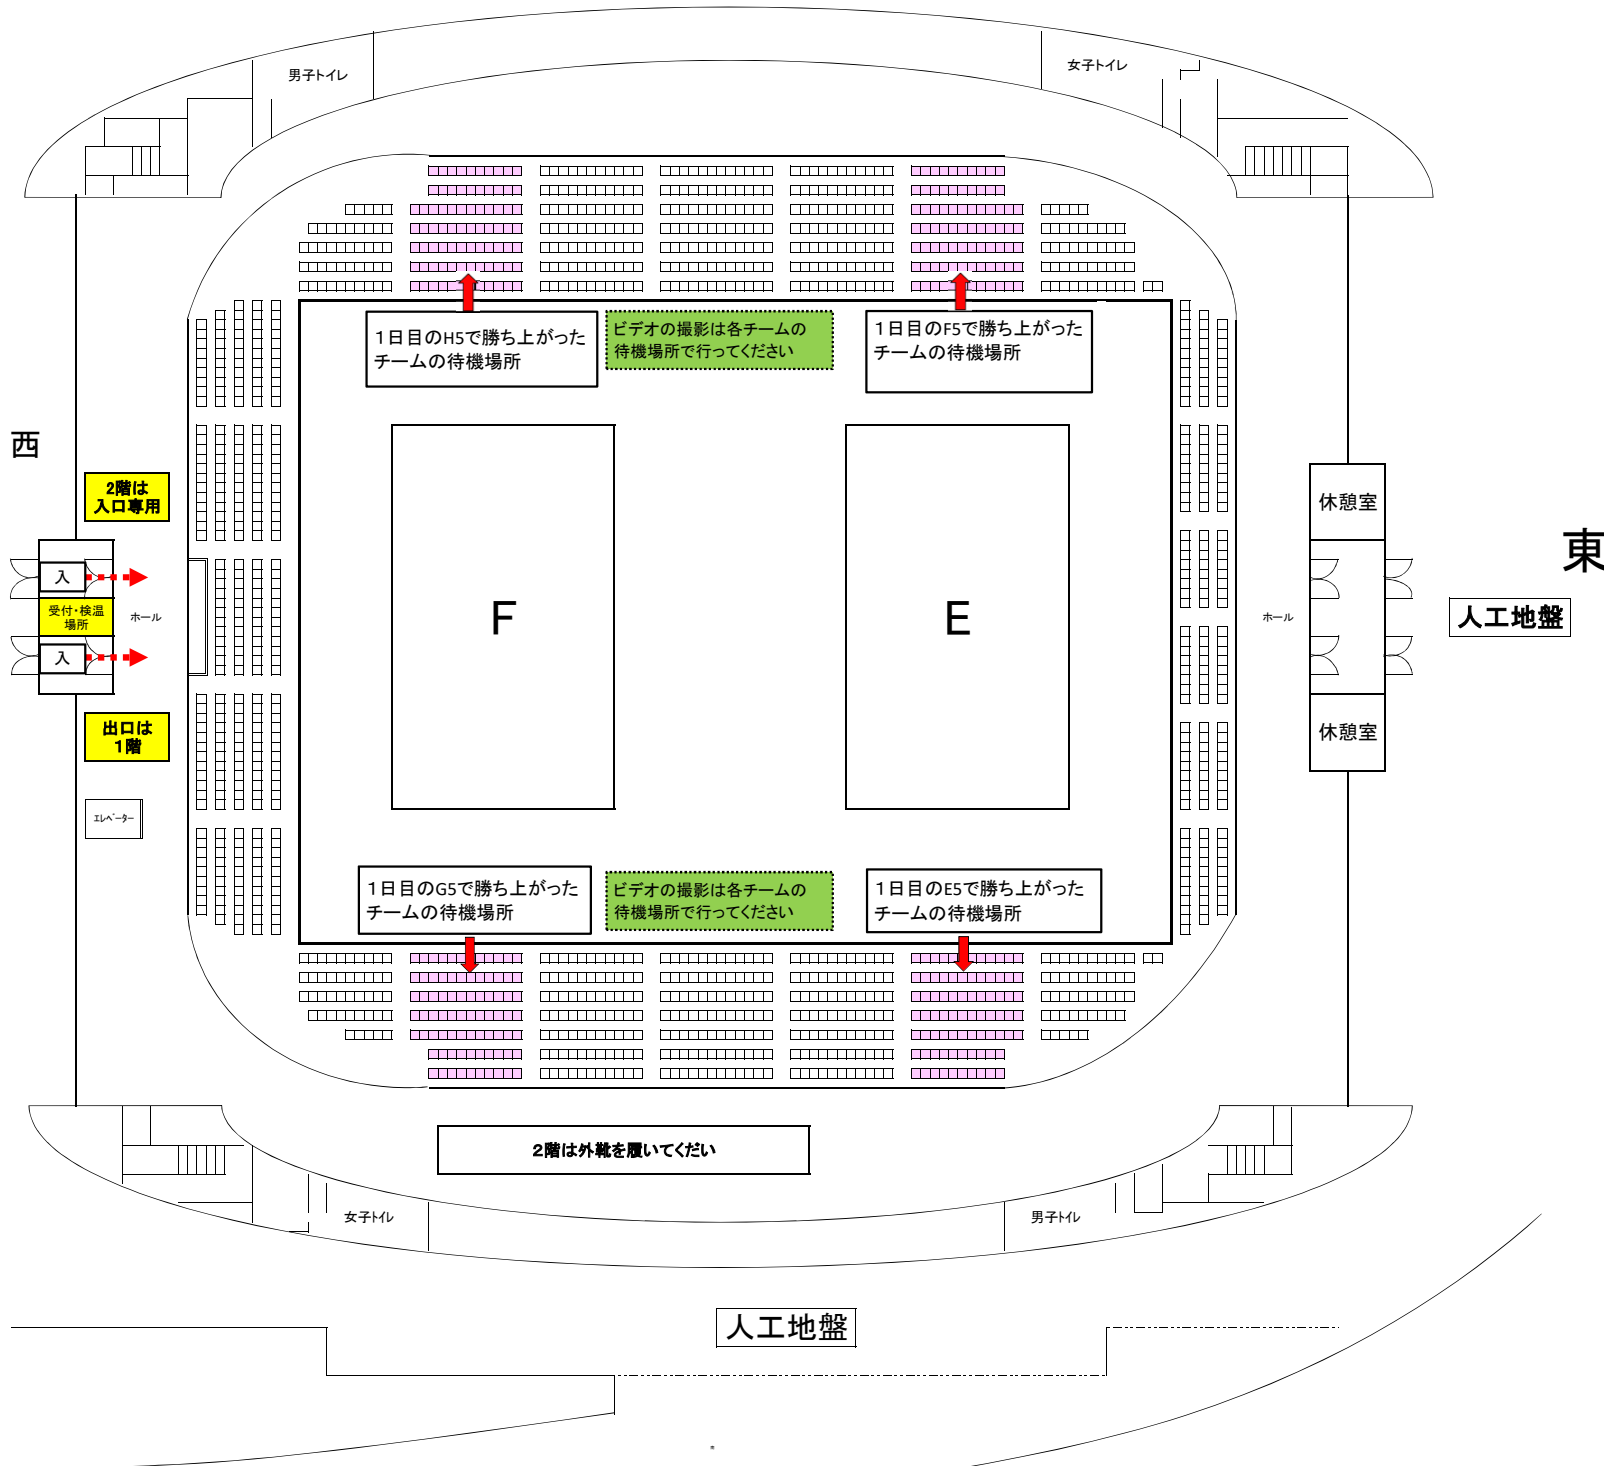 男子トイレ
女子トイレ
1日目のH5で勝ち上がった
チームの待機場所
ビデオの撮影は各チームの
待機場所で行ってください
1日目のF5で勝ち上がった
チームの待機場所
西
2階は
入口専用
休憩室
東
入
受付・検温
場所
ホール
F
E
ホール
人工地盤
入
出口は
1階
休憩室
エレベーター
1日目のG5で勝ち上がった
チームの待機場所
ビデオの撮影は各チームの
待機場所で行ってください
1日目のE5で勝ち上がった
チームの待機場所
2階は外靴を履いてくだい
女子トイレ
男子トイレ
人工地盤